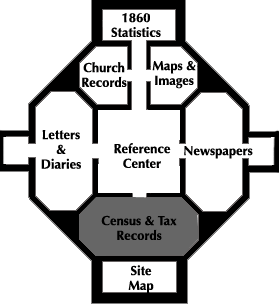 1860
Statistics
Church
Records
Maps &
Images
Letters
&
Diaries
Reference
Center
Newspapers
Census & Tax
Records
Site
Map